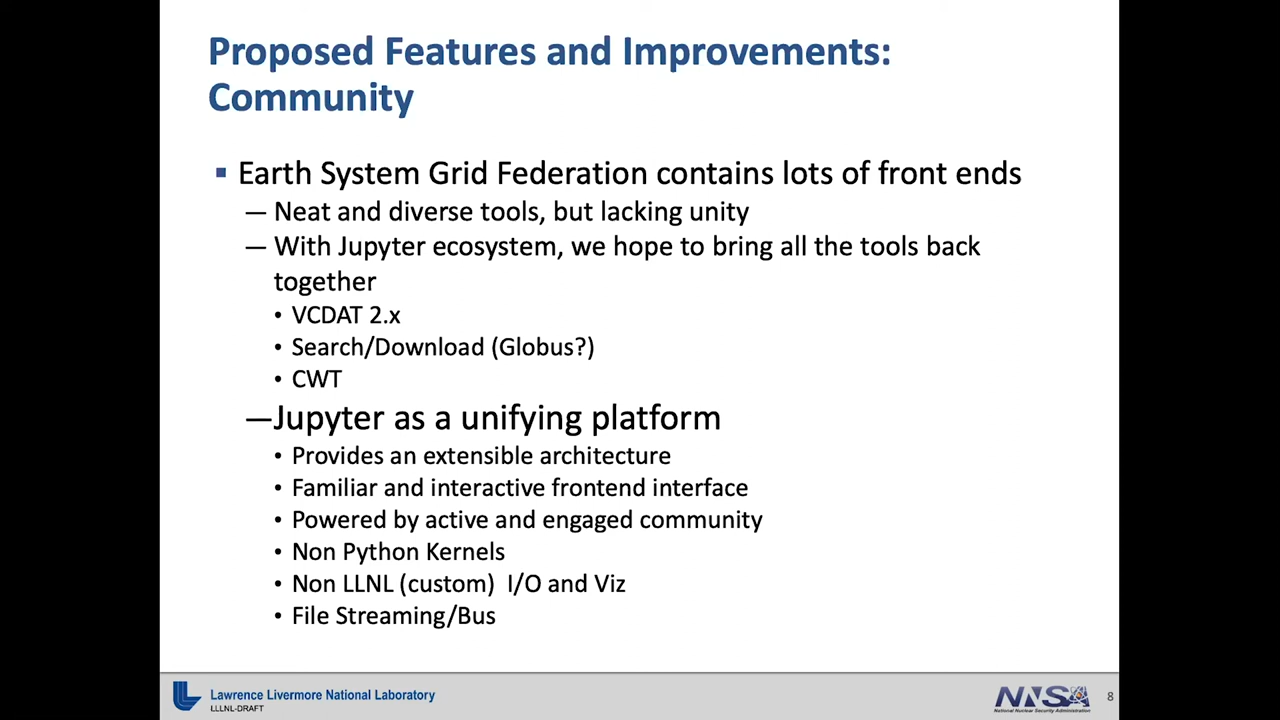 Proposed Features and Improvements:
Community
▪ Earth System Grid Federation contains lots of front ends
— Neat and diverse tools, but lacking unity
— With Jupyter ecosystem, we hope to bring all the tools back
together
• VCDAT 2.x
• Search/Download (Globus?)
• CWT
—Jupyter as a unifying platform
• Provides an extensible architecture
• Familiar and interactive frontend interface
• Powered by active and engaged community
• Non Python Kernels
• Non LLNL (custom) I/O and Viz
• File Streaming/Bus
Lawrence Livermore National Laboratory
LLLNL-DRAFT
NNSA
National Nuclear Security Administration
8